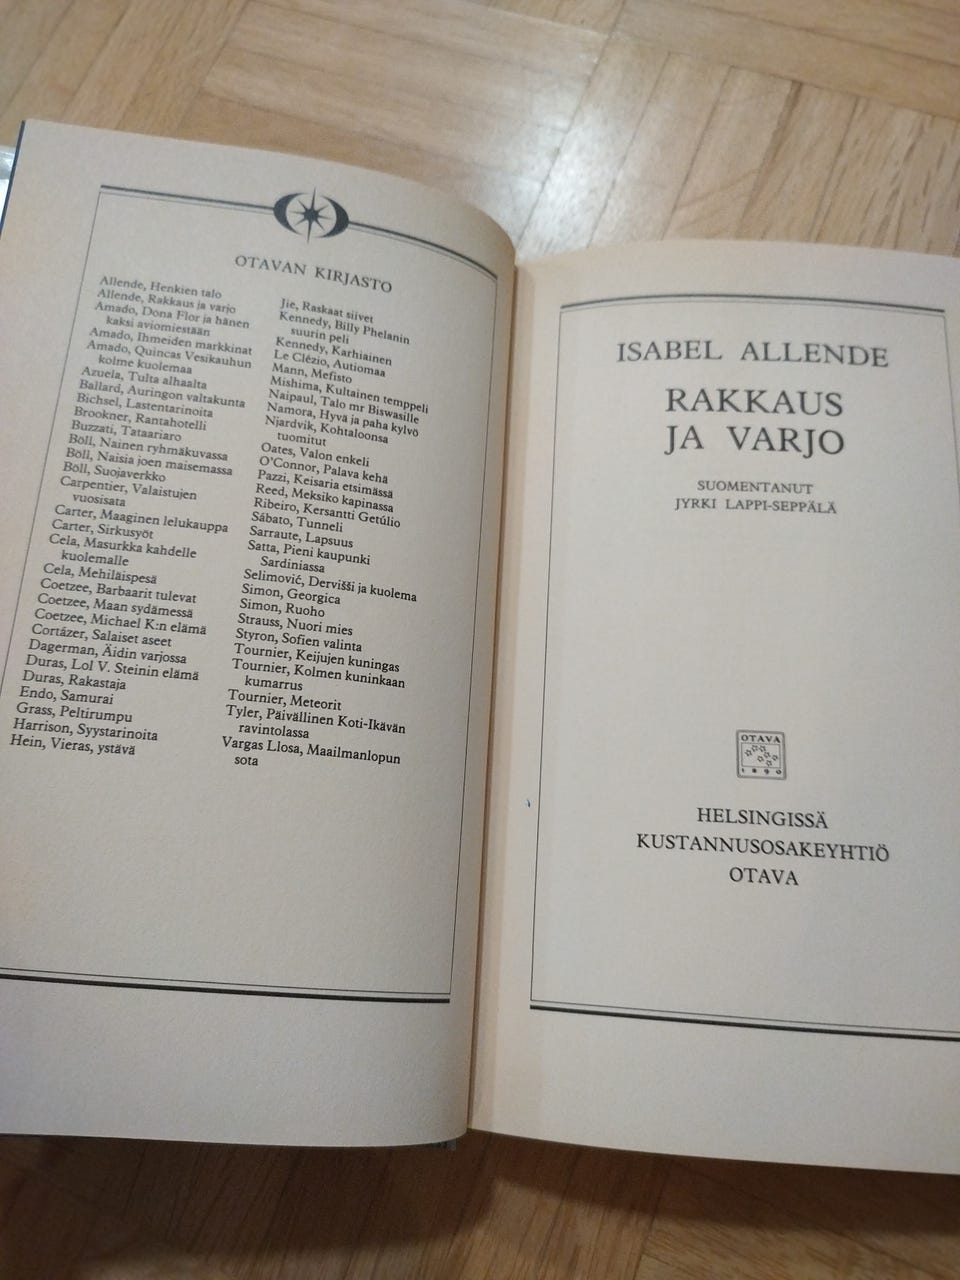 OTAVAN KIRJASTO
Allende, Henkien talo
Allende, Rakkaus ja varjo
Amado, Dona Flor ja hänen
kaksi aviomiestään
Amado, Ihmeiden markkinat
Amado, Quincas Vesikauhun
kolme kuolemaa
Azuela, Tulta alhaalta
Ballard, Auringon valtakunta
Bichsel, Lastentarinoita
Brookner, Rantahotelli
Buzzati, Tataariaro
Böll, Nainen ryhmäkuvassa
Böll, Naisia joen maisemassa
Böll, Suojaverkko
Carpentier, Valaistujen
vuosisata
Carter, Maaginen lelukauppa
Carter, Sirkusyöt
Cela, Masurkka kahdelle
kuolemalle
Cela, Mehiläispesä
Coetzee, Barbaarit tulevat
Coetzee, Maan sydämessä
Coetzee, Michael K:n elämä
Cortázer, Salaiset aseet
Dagerman, Äidin varjossa
Duras, Lol V. Steinin elämä
Duras, Rakastaja
Endo, Samurai
Grass, Peltirumpu
Harrison, Syystarinoita
Hein, Vieras, ystävä
Jie, Raskaat siivet
Kennedy, Billy Phelanin
suurin peli
Kennedy, Karhiainen
Le Clézio, Autiomaa
Mann, Mefisto
Mishima, Kultainen temppeli
Naipaul, Talo mr Biswasille
Namora, Hyvä ja paha kylvö
Njardvik, Kohtaloonsa
tuomitut
Oates, Valon enkeli
O'Connor, Palava kehä
Pazzi, Keisaria etsimässä
Reed, Meksiko kapinassa
Ribeiro, Kersantti Getúlio
Sábato, Tunneli
Sarraute, Lapsuus
Satta, Pieni kaupunki
Sardiniassa
Selimović, Dervišši ja kuolema
Simon, Georgica
Simon, Ruoho
Strauss, Nuori mies
Styron, Sofien valinta
Tournier, Keijujen kuningas
Tournier, Kolmen kuninkaan
kumarrus
Tournier, Meteorit
Tyler, Päivällinen Koti-Ikävän
ravintolassa
Vargas Llosa, Maailmanlopun
sota
ISABEL ALLENDE
RAKKAUS
JA VARJO
SUOMENTANUT
JYRKI LAPPI-SEPPÄLÄ
OTAVA
1890
HELSINGISSÄ
KUSTANNUSOSAKEYHTIÖ
OTAVA